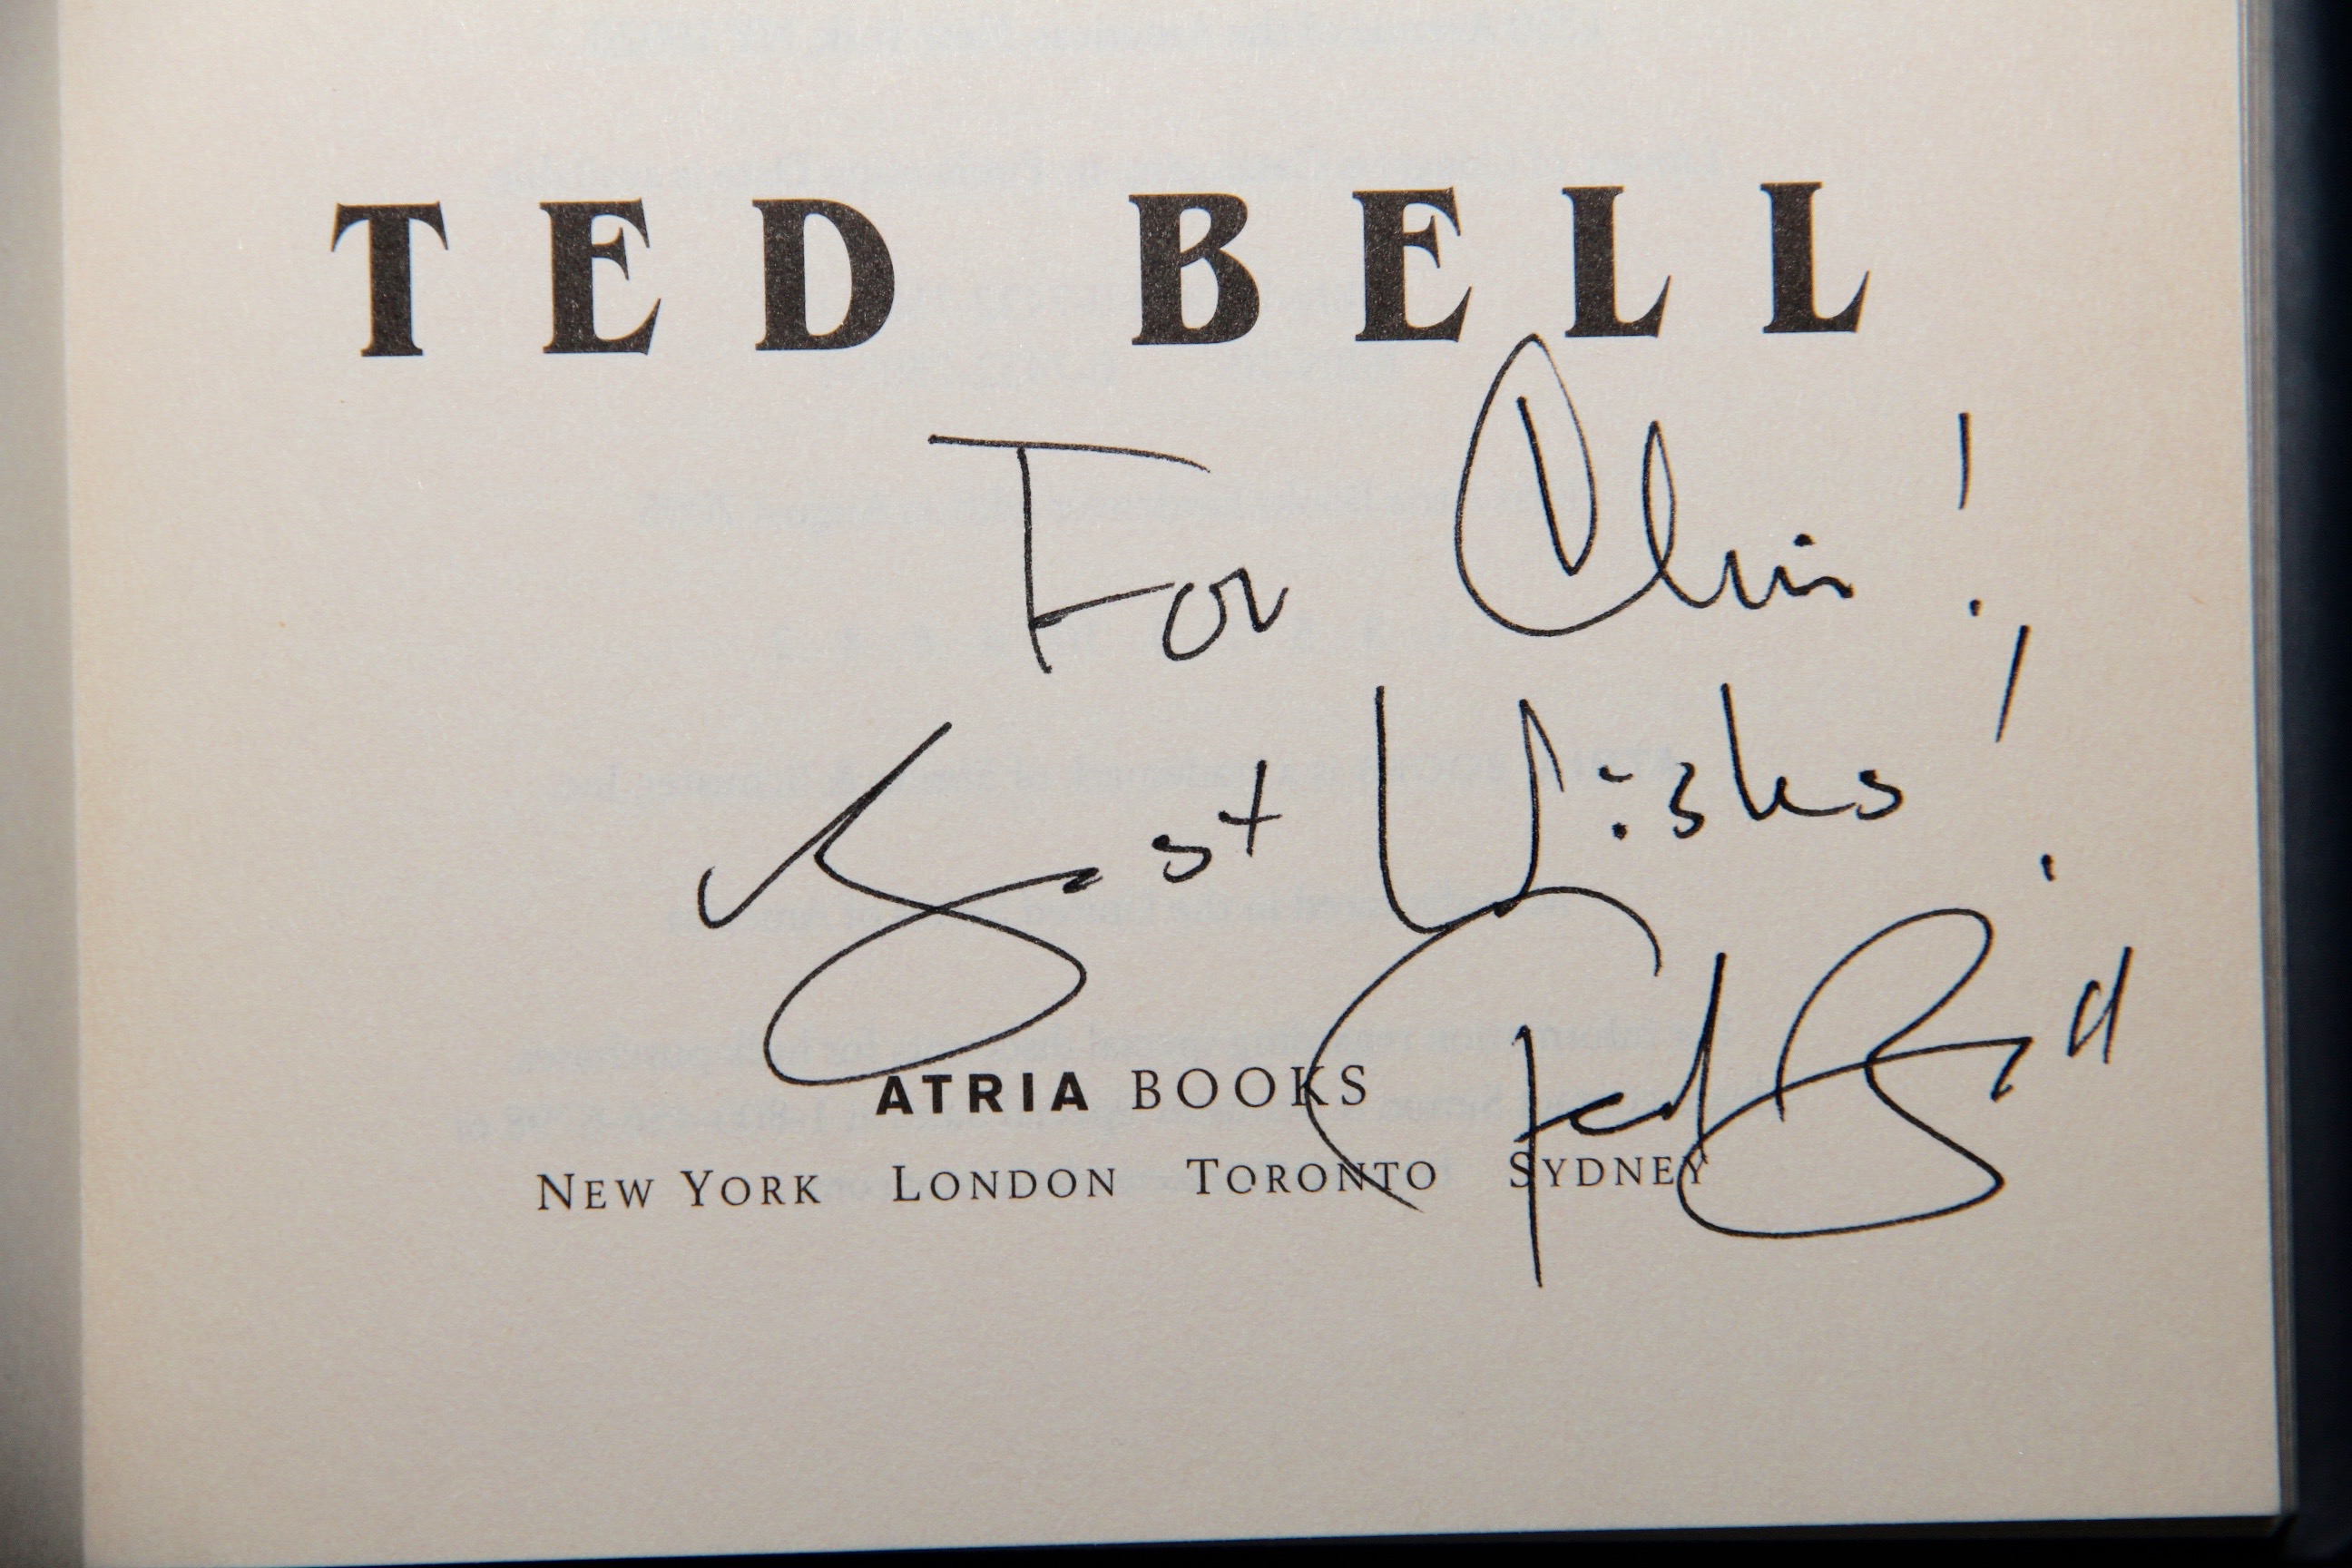 TED BELL
For Chris!
Best Wishes!
Ted Bell
ATRIA BOOKS
NEW YORK LONDON TORONTO SYDNEY